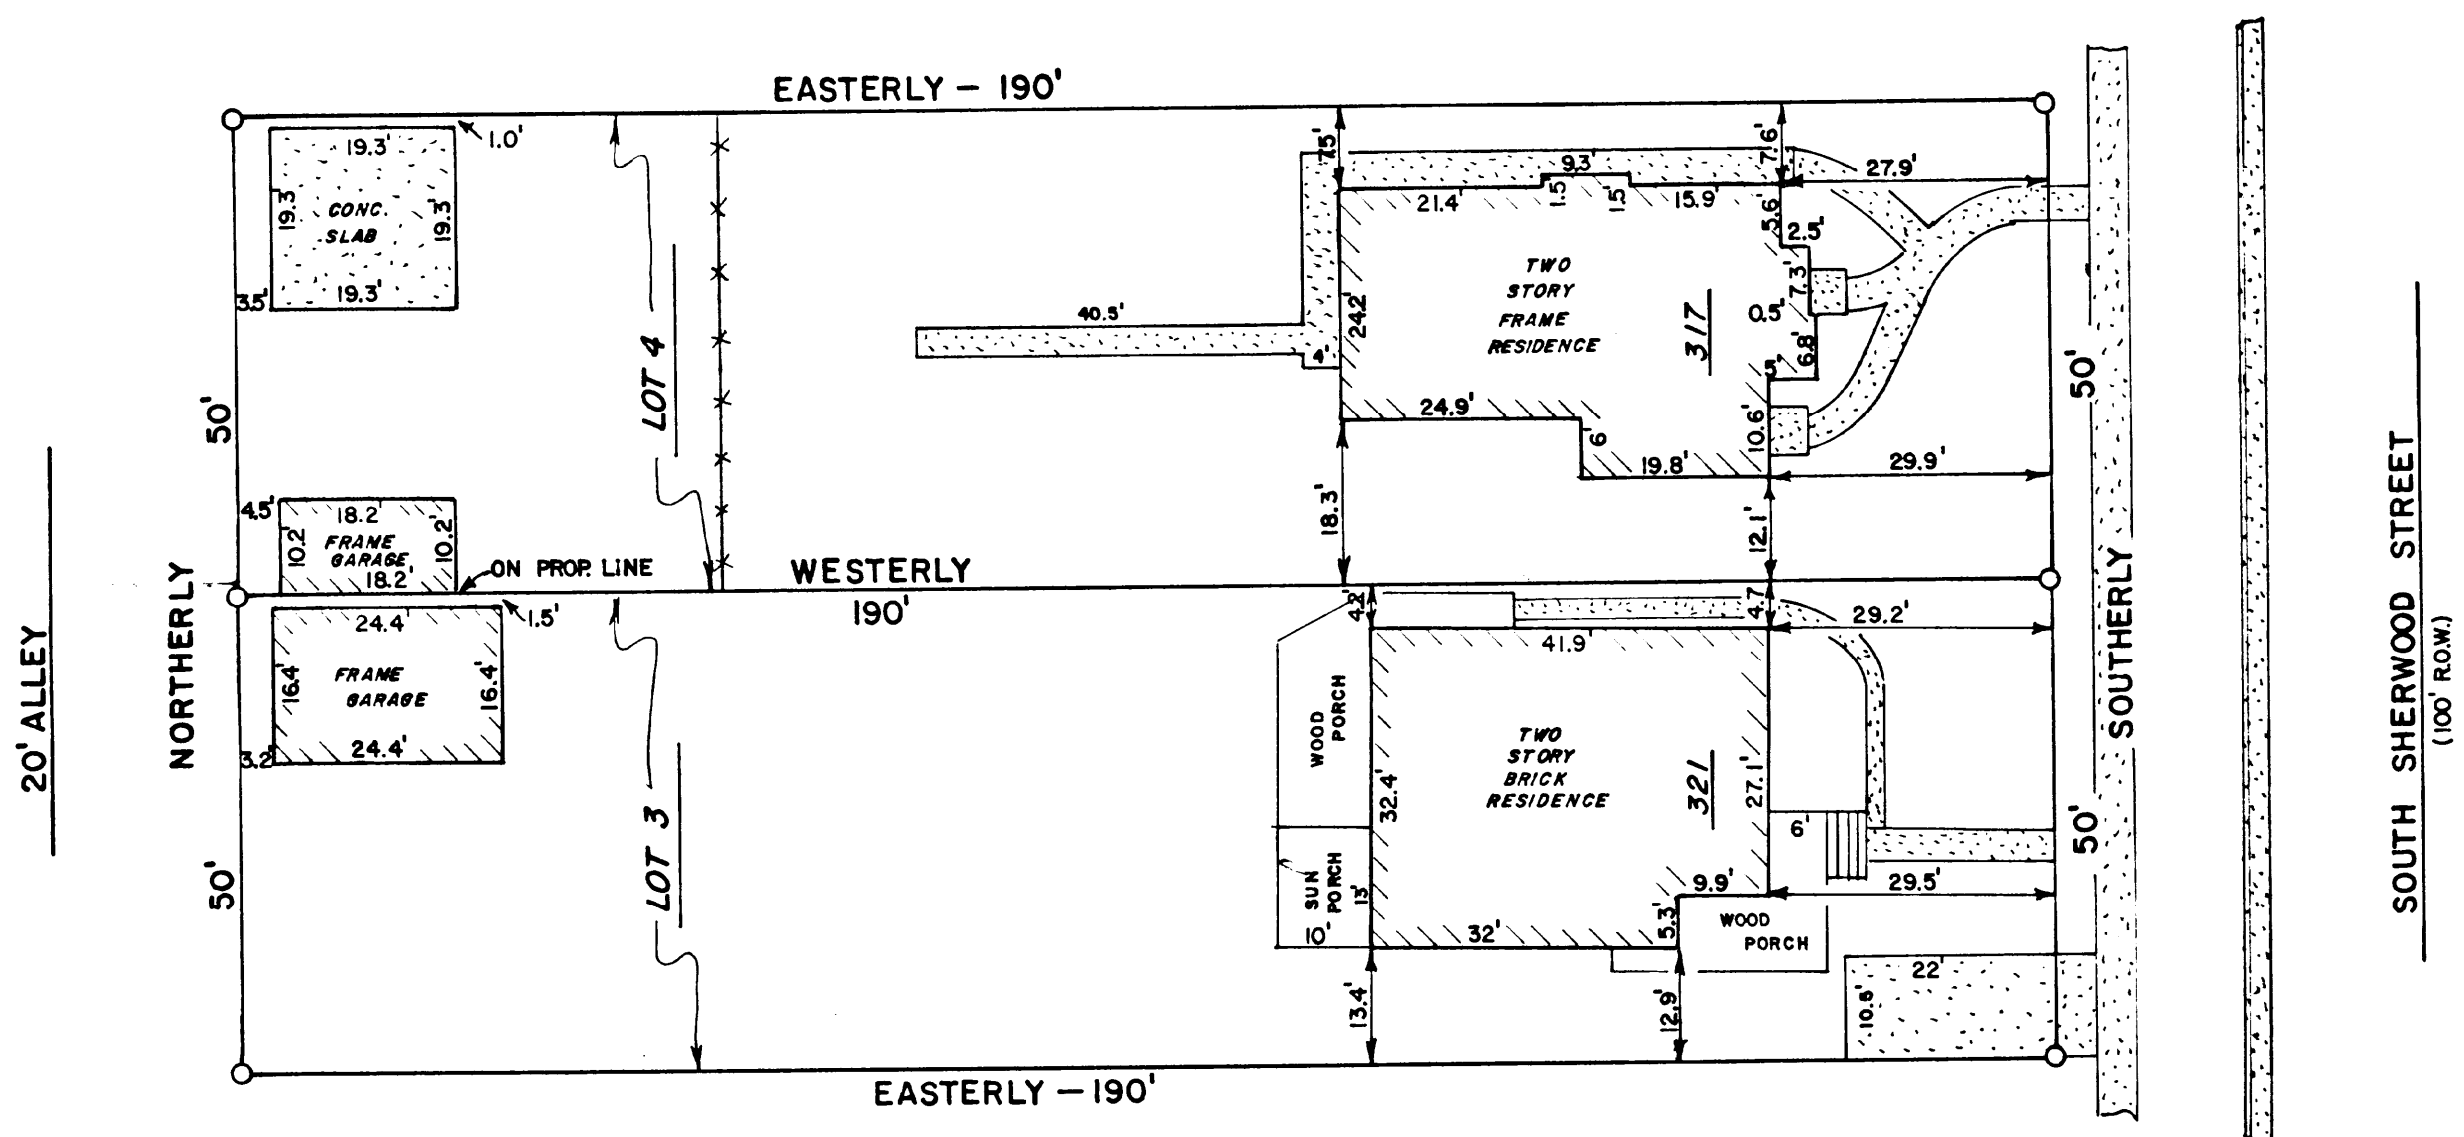 EASTERLY — 190'
1.0'
19.3'
19.3'
19.3'
CONC.
SLAB
19.3'
3.5'
50'
LOT 4
40.5'
4'
7.5'
9.3'
7.6'
27.9'
21.4'
1.5'
1.5'
15.9'
5.6'
2.5'
7.3'
0.5'
6.8'
5'
24.2'
TWO
STORY
FRAME
RESIDENCE
317
24.9'
6'
19.8'
10.6'
29.9'
18.3'
12.1'
50'
4.5'
18.2'
10.2'
10.2'
FRAME
GARAGE
18.2'
ON PROP. LINE
WESTERLY
190'
NORTHERLY
20' ALLEY
1.5'
24.4'
16.4'
16.4'
FRAME
GARAGE
24.4'
3.2'
50'
LOT 3
4.2'
4.7'
29.2'
41.9'
WOOD
PORCH
32.4'
TWO
STORY
BRICK
RESIDENCE
321
27.1'
6'
SUN
PORCH
13'
10'
9.9'
29.5'
5.3'
32'
WOOD
PORCH
13.4'
12.9'
22'
10.5'
50'
SOUTHERLY
SOUTH SHERWOOD STREET
(100' R.O.W.)
EASTERLY — 190'